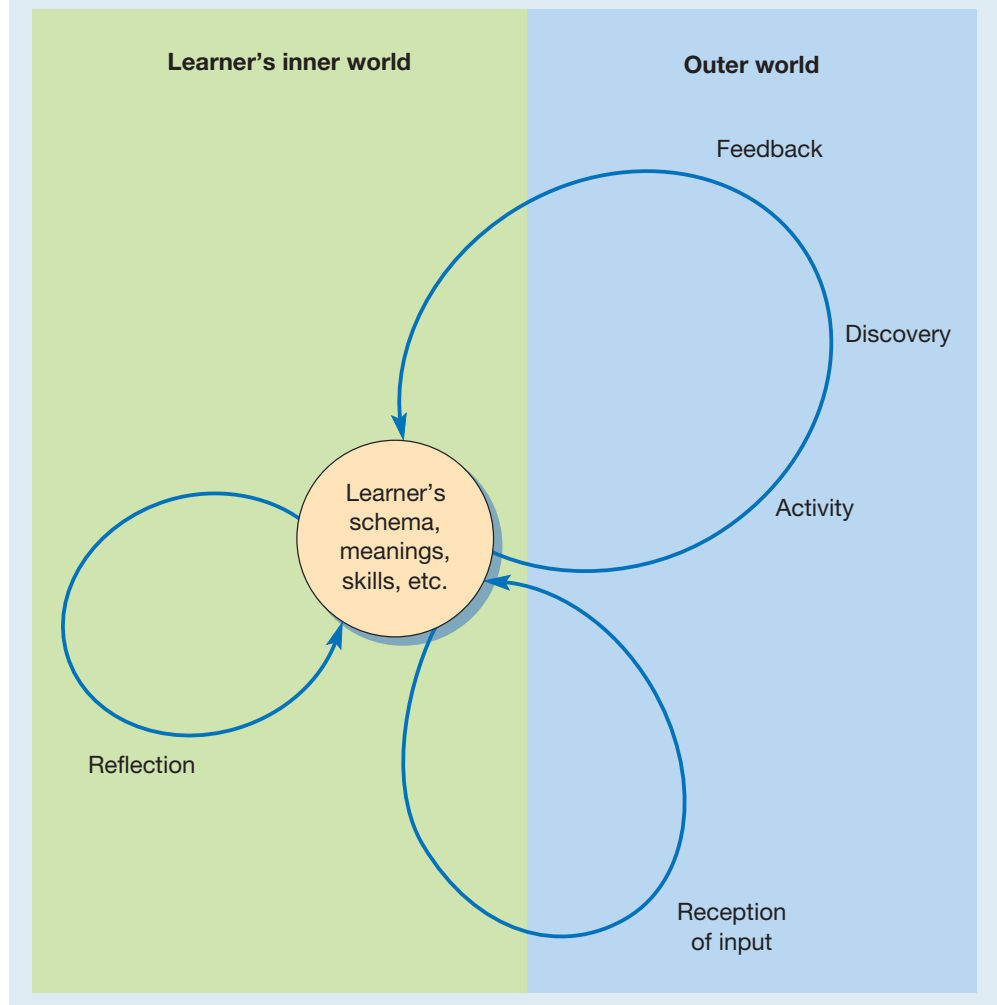 Learner's inner world
Outer world
Feedback
Discovery
Learner's
schema,
meanings,
skills, etc.
Activity
Reflection
Reception
of input